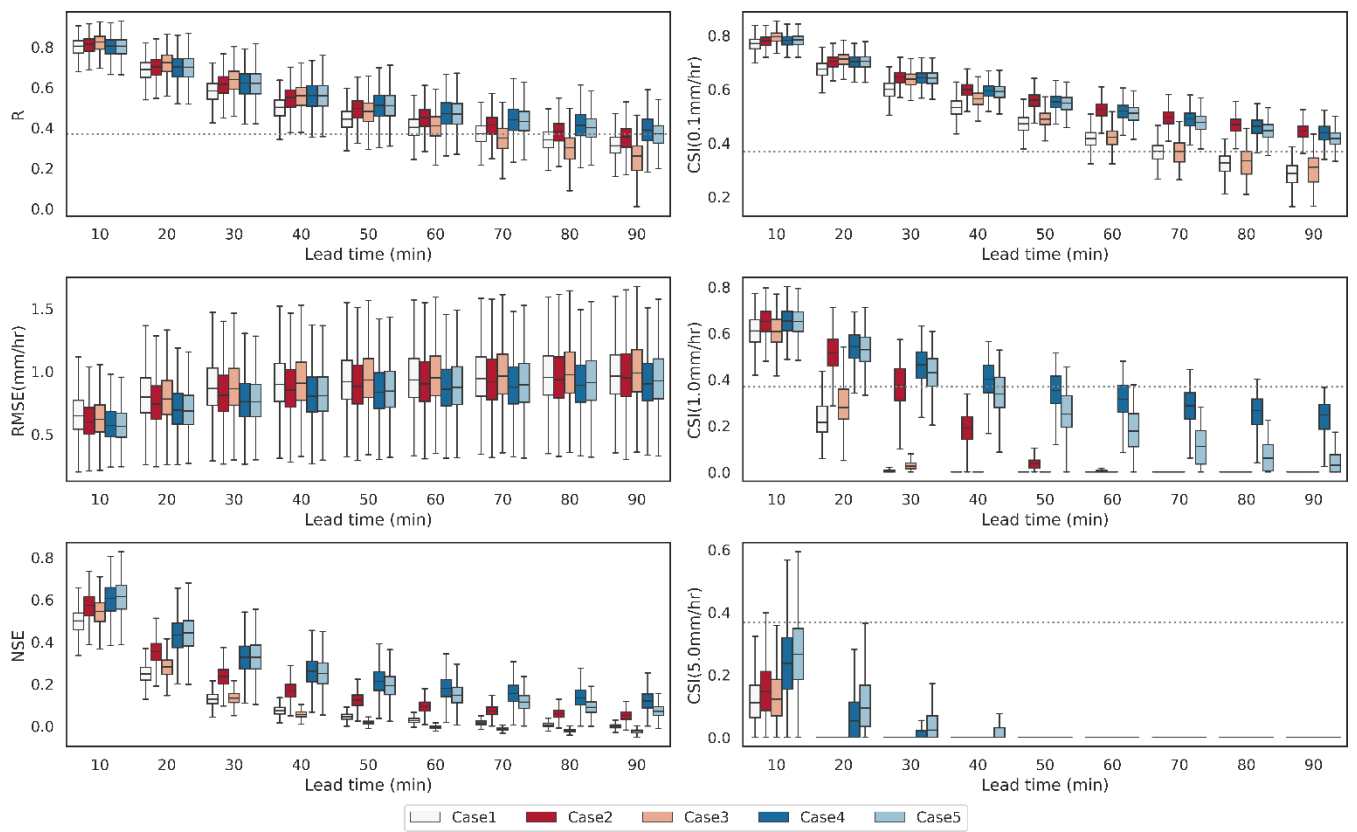 R
0.8
0.6
0.4
0.2
0.0
10 20 30 40 50 60 70 80 90
Lead time (min)
CSI(0.1mm/hr)
0.8
0.6
0.4
0.2
10 20 30 40 50 60 70 80 90
Lead time (min)
RMSE(mm/hr)
1.5
1.0
0.5
10 20 30 40 50 60 70 80 90
Lead time (min)
CSI(1.0mm/hr)
0.8
0.6
0.4
0.2
0.0
10 20 30 40 50 60 70 80 90
Lead time (min)
NSE
0.8
0.6
0.4
0.2
0.0
10 20 30 40 50 60 70 80 90
Lead time (min)
CSI(5.0mm/hr)
0.6
0.4
0.2
0.0
10 20 30 40 50 60 70 80 90
Lead time (min)
Case1 Case2 Case3 Case4 Case5